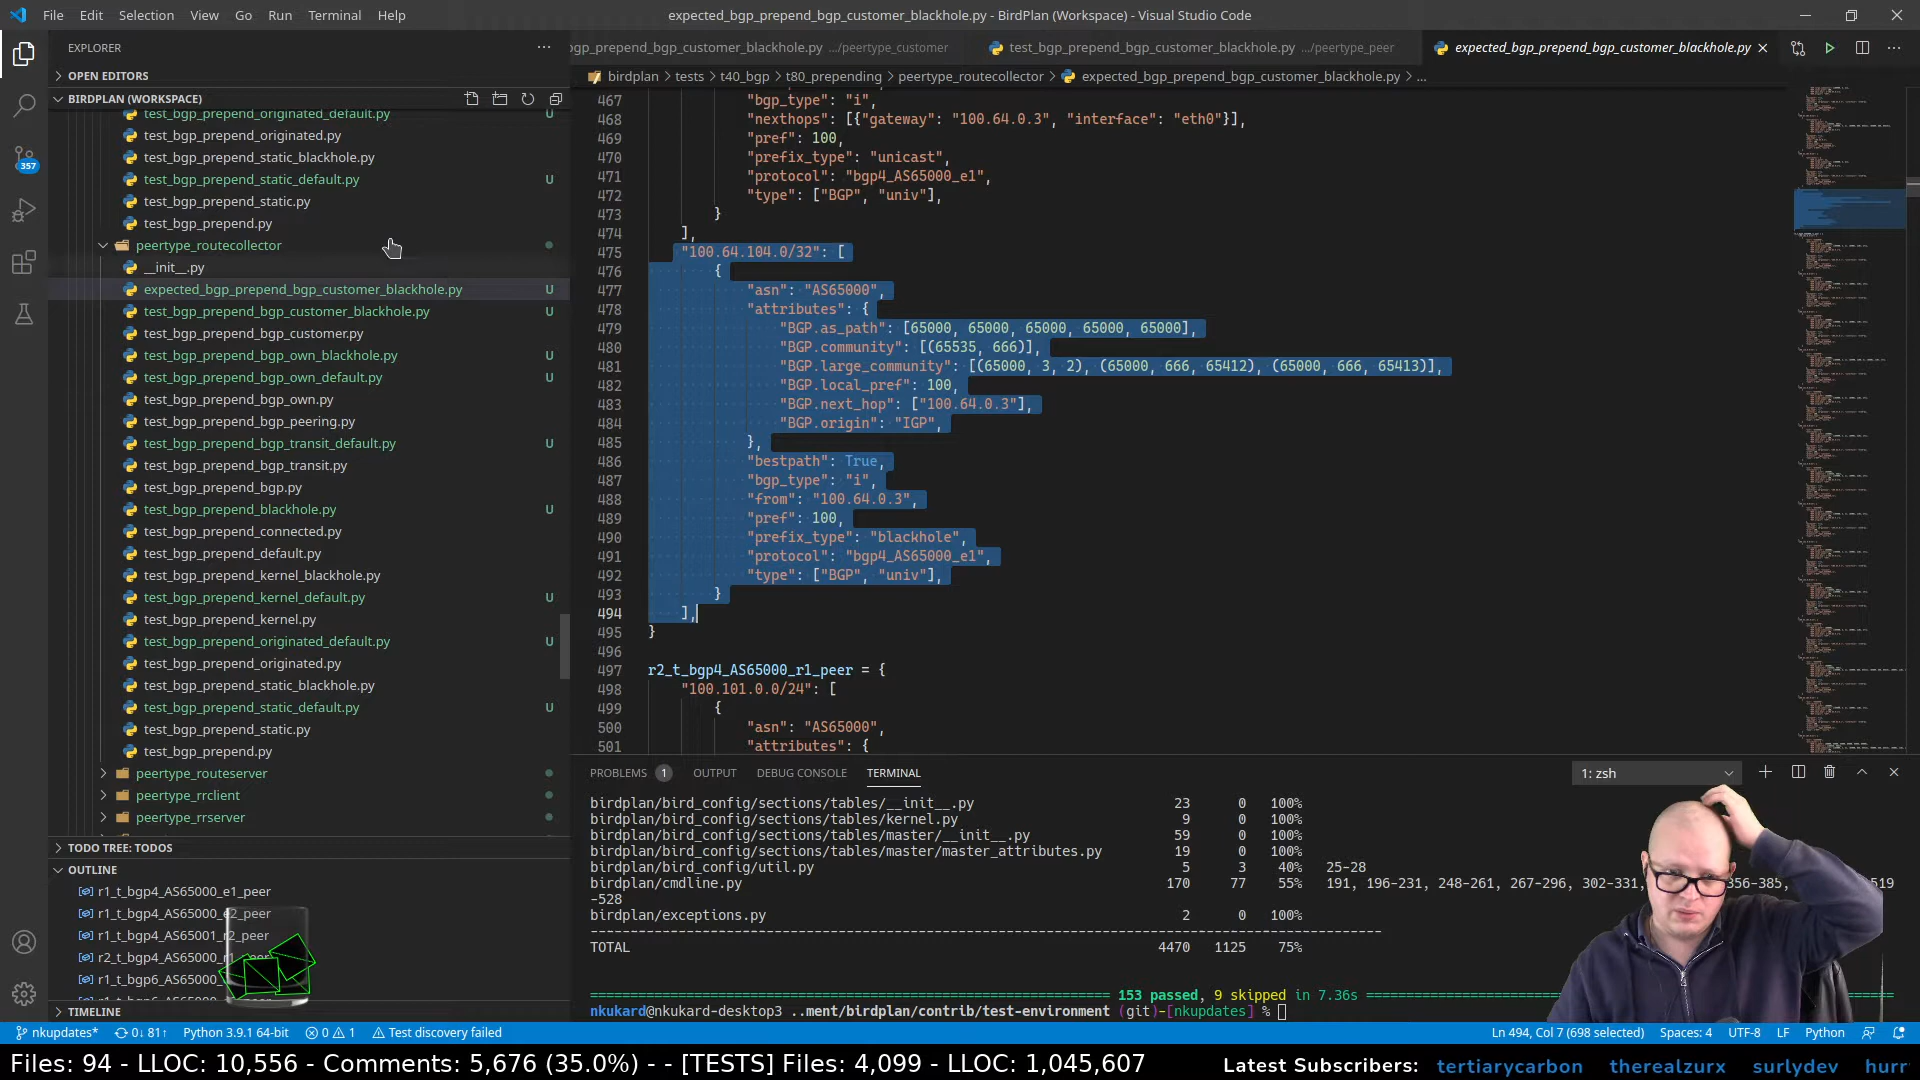 File Edit Selection View Go Run Terminal Help
expected_bgp_prepend_bgp_customer_blackhole.py - BirdPlan (Workspace) - Visual Studio Code
EXPLORER
OPEN EDITORS
BIRDPLAN (WORKSPACE)
test_bgp_prepend_originated_default.py U
test_bgp_prepend_originated.py
test_bgp_prepend_static_blackhole.py
test_bgp_prepend_static_default.py U
test_bgp_prepend_static.py
test_bgp_prepend.py
peertype_routecollector
__init__.py
expected_bgp_prepend_bgp_customer_blackhole.py U
test_bgp_prepend_bgp_customer_blackhole.py U
test_bgp_prepend_bgp_customer.py
test_bgp_prepend_bgp_own_blackhole.py U
test_bgp_prepend_bgp_own_default.py U
test_bgp_prepend_bgp_own.py
test_bgp_prepend_bgp_peering.py
test_bgp_prepend_bgp_transit_default.py U
test_bgp_prepend_bgp_transit.py
test_bgp_prepend_bgp.py
test_bgp_prepend_blackhole.py U
test_bgp_prepend_connected.py
test_bgp_prepend_default.py
test_bgp_prepend_kernel_blackhole.py
test_bgp_prepend_kernel_default.py U
test_bgp_prepend_kernel.py
test_bgp_prepend_originated_default.py U
test_bgp_prepend_originated.py
test_bgp_prepend_static_blackhole.py
test_bgp_prepend_static_default.py U
test_bgp_prepend_static.py
test_bgp_prepend.py
peertype_routeserver
peertype_rrclient
peertype_rrserver
TODO TREE: TODOS
OUTLINE
r1_t_bgp4_AS65000_e1_peer
r1_t_bgp4_AS65000_e2_peer
r1_t_bgp4_AS65001_r2_peer
r2_t_bgp4_AS65000_r1_peer
r1_t_bgp6_AS65000_
TIMELINE
357
gp_prepend_bgp_customer_blackhole.py .../peertype_customer
test_bgp_prepend_bgp_customer_blackhole.py .../peertype_peer
expected_bgp_prepend_bgp_customer_blackhole.py
birdplan > tests > t40_bgp > t80_prepending > peertype_routecollector > expected_bgp_prepend_bgp_customer_blackhole.py > ...
467 "bgp_type": "i",
468 "nexthops": [{"gateway": "100.64.0.3", "interface": "eth0"}],
469 "pref": 100,
470 "prefix_type": "unicast",
471 "protocol": "bgp4_AS65000_e1",
472 "type": ["BGP", "univ"],
473 }
474 ],
475 "100.64.104.0/32": [
476 {
477 "asn": "AS65000",
478 "attributes": {
479 "BGP.as_path": [65000, 65000, 65000, 65000, 65000],
480 "BGP.community": [(65535, 666)],
481 "BGP.large_community": [(65000, 3, 2), (65000, 666, 65412), (65000, 666, 65413)],
482 "BGP.local_pref": 100,
483 "BGP.next_hop": ["100.64.0.3"],
484 "BGP.origin": "IGP",
485 },
486 "bestpath": True,
487 "bgp_type": "i",
488 "from": "100.64.0.3",
489 "pref": 100,
490 "prefix_type": "blackhole",
491 "protocol": "bgp4_AS65000_e1",
492 "type": ["BGP", "univ"],
493 }
494 ],
495 }
496
497 r2_t_bgp4_AS65000_r1_peer = {
498 "100.101.0.0/24": [
499 {
500 "asn": "AS65000",
501 "attributes": {
PROBLEMS 1 OUTPUT DEBUG CONSOLE TERMINAL 1: zsh
birdplan/bird_config/sections/tables/__init__.py 23 0 100%
birdplan/bird_config/sections/tables/kernel.py 9 0 100%
birdplan/bird_config/sections/tables/master/__init__.py 59 0 100%
birdplan/bird_config/sections/tables/master/master_attributes.py 19 0 100%
birdplan/bird_config/util.py 5 3 40% 25-28
birdplan/cmdline.py 170 77 55% 191, 196-231, 248-261, 267-296, 302-331, 356-385, 519
-528
birdplan/exceptions.py 2 0 100%
TOTAL 4470 1125 75%
153 passed, 9 skipped in 7.36s
nkukard@nkukard-desktop3 ..ment/birdplan/contrib/test-environment (git)-[nkupdates] %
nkupdates* 0↓ 81↑ Python 3.9.1 64-bit 0 1 Test discovery failed
Ln 494, Col 7 (698 selected) Spaces: 4 UTF-8 LF Python
Files: 94 - LLOC: 10,556 - Comments: 5,676 (35.0%) - - [TESTS] Files: 4,099 - LLOC: 1,045,607
Latest Subscribers: tertiarycarbon therealzurx surlydev hurr